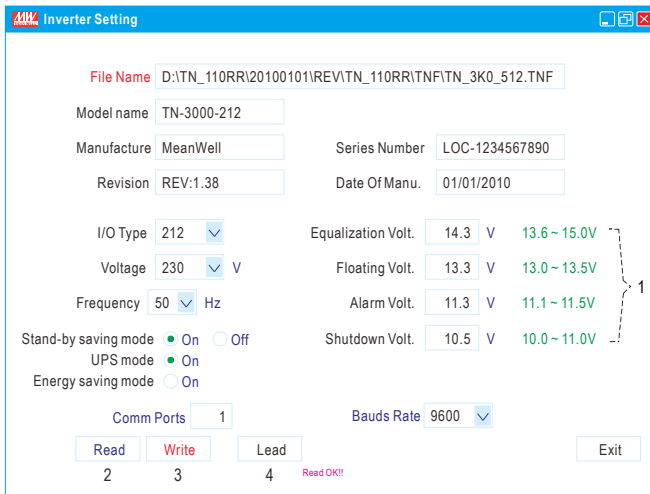 MW Inverter Setting
File Name D:\TN_110RR\20100101\REV\TN_110RR\TNF\TN_3K0_512.TNF
Model name TN-3000-212
Manufacture MeanWell Series Number LOC-1234567890
Revision REV:1.38 Date Of Manu. 01/01/2010
I/O Type 212 Equalization Volt. 14.3 V 13.6 ~ 15.0V
Voltage 230 V Floating Volt. 13.3 V 13.0 ~ 13.5V
1
Frequency 50 Hz Alarm Volt. 11.3 V 11.1 ~ 11.5V
Stand-by saving mode On Off Shutdown Volt. 10.5 V 10.0 ~ 11.0V
UPS mode On
Energy saving mode On
Comm Ports 1 Bauds Rate 9600
Read Write Lead Exit
2 3 4 Read OK!!